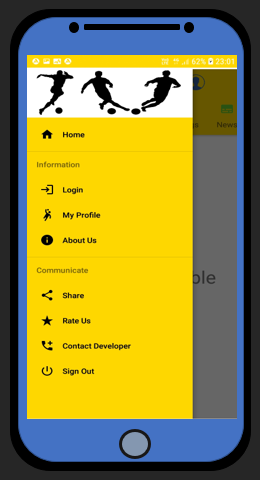 62% 23:01
Home
Information
Login
My Profile
About Us
Communicate
Share
Rate Us
Contact Developer
Sign Out
News